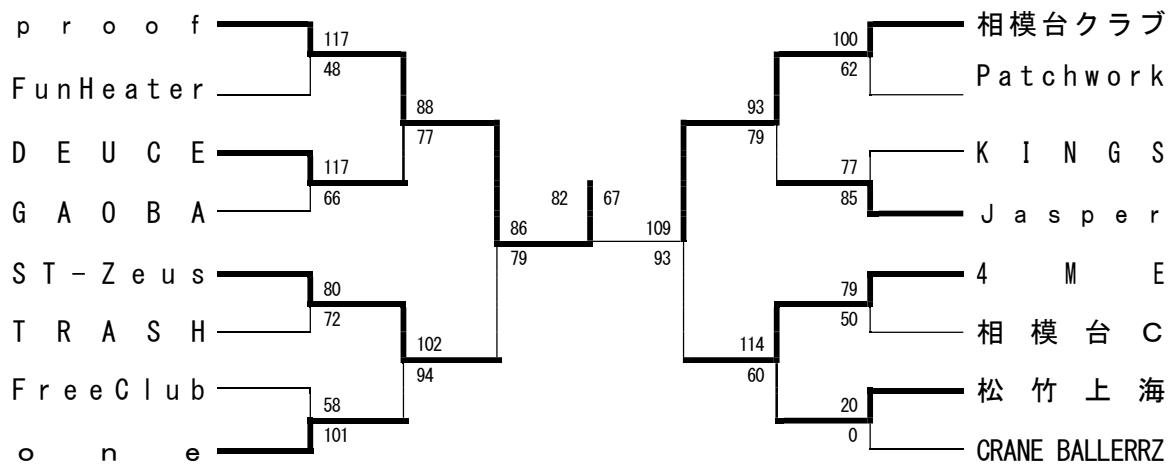 proof
117
48
FunHeater
88
77
DEUCE
117
66
GAOBA
86
79
ST-Zeus
80
72
TRASH
102
94
FreeClub
58
101
one
82
67
相模台クラブ
100
62
Patchwork
93
79
KINGS
77
85
Jasper
109
93
4ME
79
50
相模台C
114
60
松竹上海
20
0
CRANE BALLERRZ